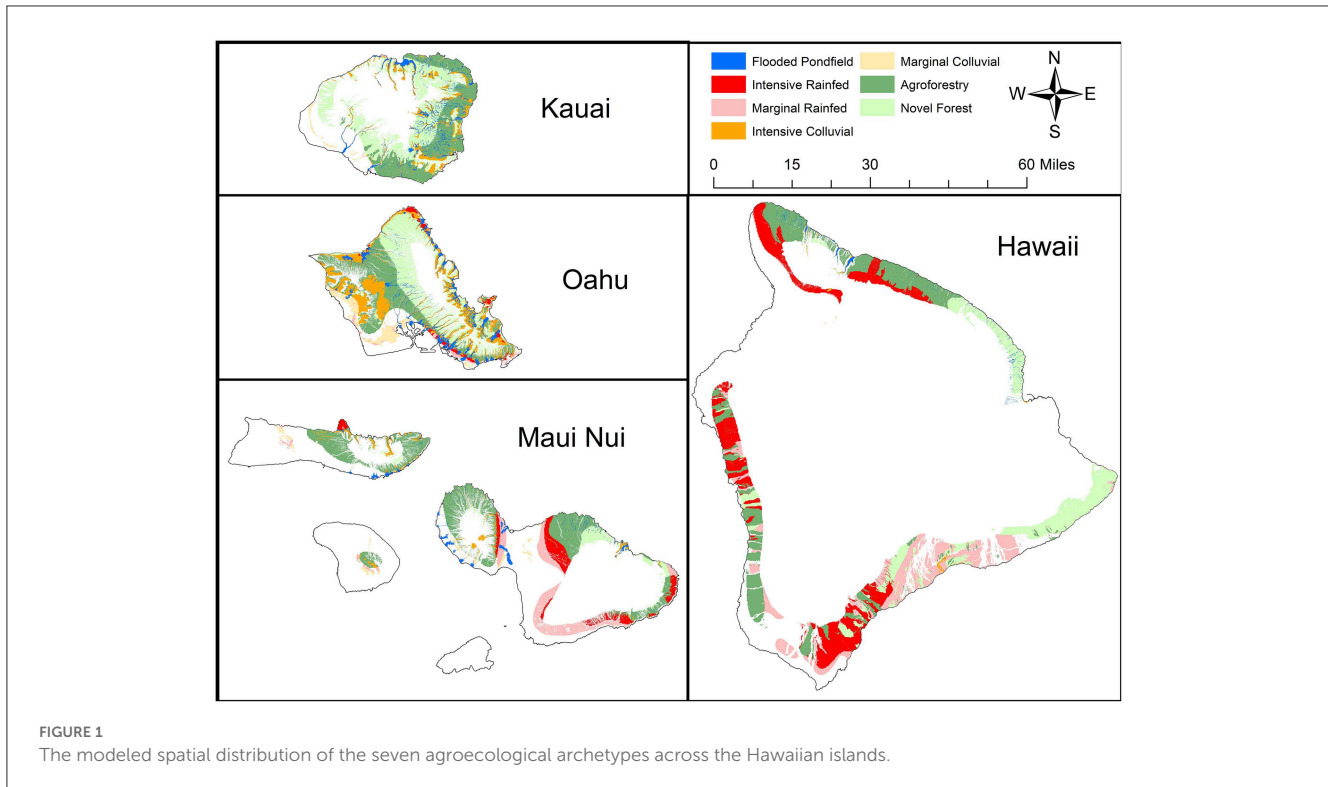 Kauai
Flooded Pondfield
Intensive Rainfed
Marginal Rainfed
Intensive Colluvial
Marginal Colluvial
Agroforestry
Novel Forest
N
W E
S
0 15 30 60 Miles
Oahu
Hawaii
Maui Nui
FIGURE 1
The modeled spatial distribution of the seven agroecological archetypes across the Hawaiian islands.